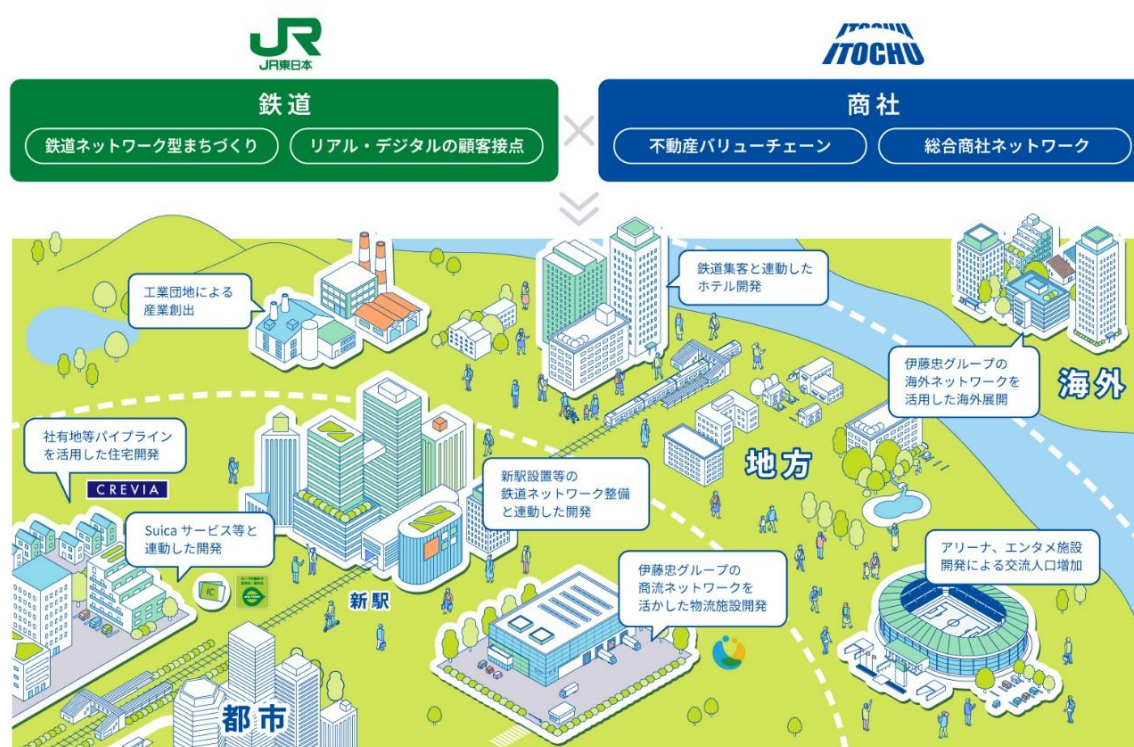 JR
JR東日本
ITOCHU
ITOCHU
鉄道
鉄道ネットワーク型まちづくり
リアル・デジタルの顧客接点
商社
不動産バリューチェーン
総合商社ネットワーク
工業団地による
産業創出
鉄道集客と連動した
ホテル開発
伊藤忠グループの
海外ネットワークを
活用した海外展開
海外
社有地等パイプライン
を活用した住宅開発
CREVIA
新駅設置等の
鉄道ネットワーク整備
と連動した開発
地方
Suica サービス等と
連動した開発
IC
新駅
伊藤忠グループの
商流ネットワークを
活かした物流施設開発
アリーナ、エンタメ施設
開発による交流人口増加
都市